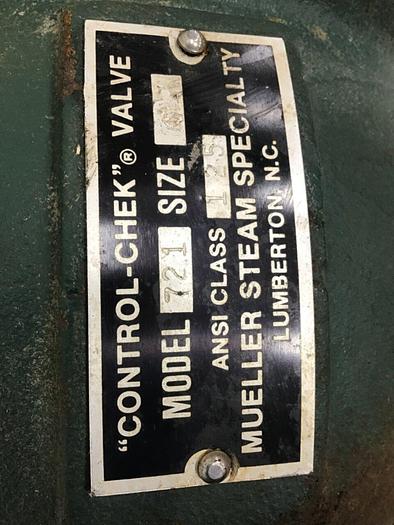 "CONTROL-CHEK"® VALVE
MODEL 721 SIZE
ANSI CLASS 125
MUELLER STEAM SPECIALTY
LUMBERTON, N.C.